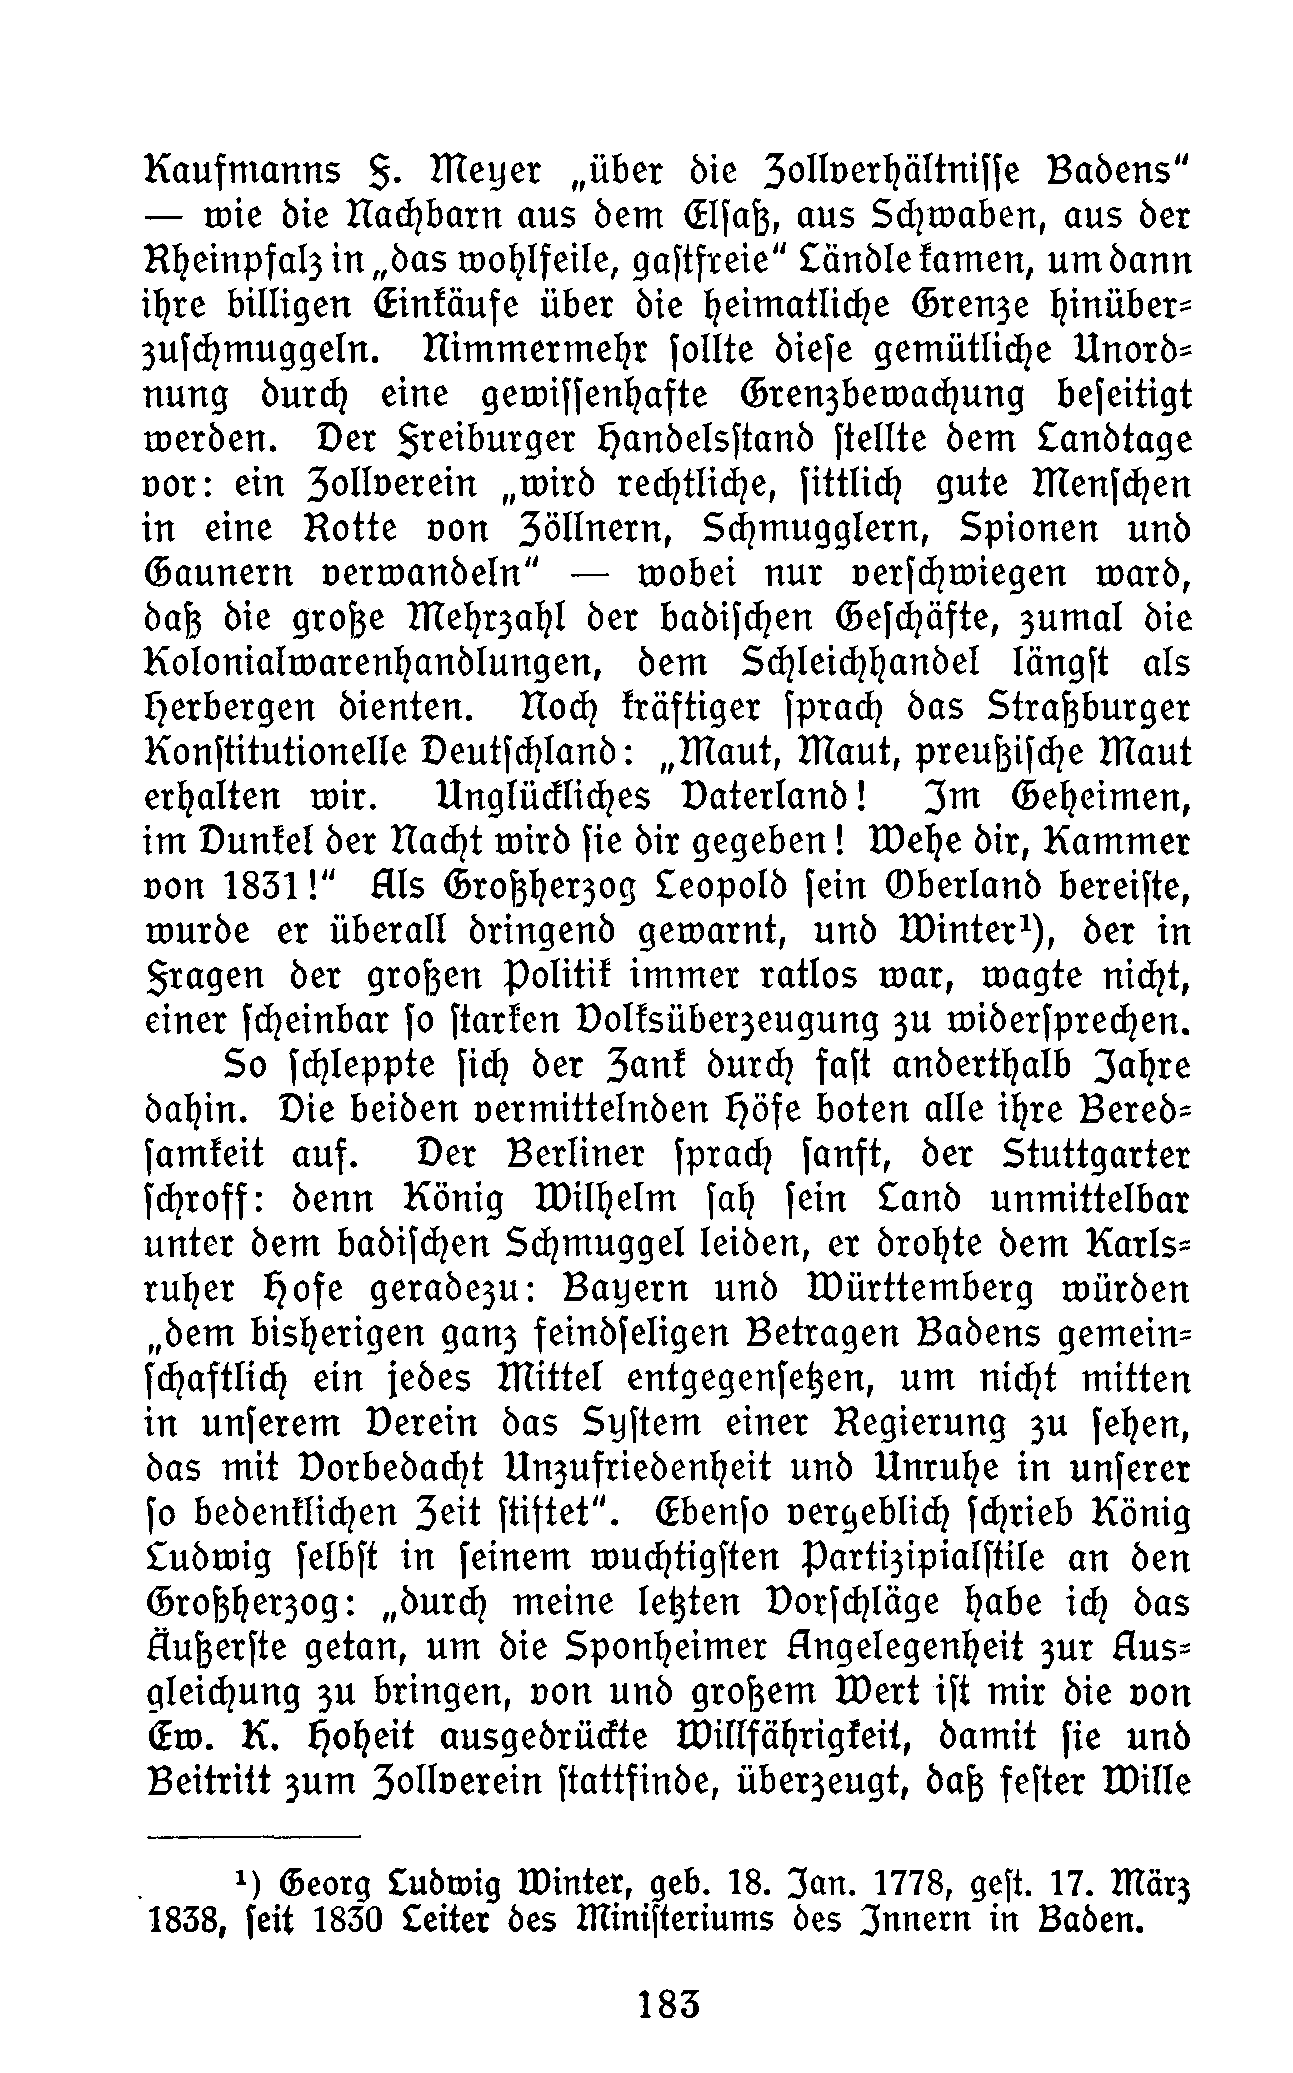 Kaufmanns F. Meyer „über die Zollverhältnisse Badens“
— wie die Nachbarn aus dem Elsaß, aus Schwaben, aus der
Rheinpfalz in „das wohlfeile, gastfreie“ Ländle kamen, um dann
ihre billigen Einkäufe über die heimatliche Grenze hinüber-
zuschmuggeln. Nimmermehr sollte diese gemütliche Unord-
nung durch eine gewissenhafte Grenzbewachung beseitigt
werden. Der Freiburger Handelsstand stellte dem Landtage
vor: ein Zollverein „wird rechtliche, sittlich gute Menschen
in eine Rotte von Zöllnern, Schmugglern, Spionen und
Gaunern verwandeln“ — wobei nur verschwiegen ward,
daß die große Mehrzahl der badischen Geschäfte, zumal die
Kolonialwarenhandlungen, dem Schleichhandel längst als
Herbergen dienten. Noch kräftiger sprach das Straßburger
Konstitutionelle Deutschland: „Maut, Maut, preußische Maut
erhalten wir. Unglückliches Vaterland! Im Geheimen,
im Dunkel der Nacht wird sie dir gegeben! Wehe dir, Kammer
von 1831!“ Als Großherzog Leopold sein Oberland bereiste,
wurde er überall dringend gewarnt, und Winter¹), der in
Fragen der großen Politik immer ratlos war, wagte nicht,
einer scheinbar so starken Volksüberzeugung zu widersprechen.
So schleppte sich der Zank durch fast anderthalb Jahre
dahin. Die beiden vermittelnden Höfe boten alle ihre Bered-
samkeit auf. Der Berliner sprach sanft, der Stuttgarter
schroff: denn König Wilhelm sah sein Land unmittelbar
unter dem badischen Schmuggel leiden, er drohte dem Karls-
ruher Hofe geradezu: Bayern und Württemberg würden
„dem bisherigen ganz feindseligen Betragen Badens gemein-
schaftlich ein jedes Mittel entgegensetzen, um nicht mitten
in unserem Verein das System einer Regierung zu sehen,
das mit Vorbedacht Unzufriedenheit und Unruhe in unserer
so bedenklichen Zeit stiftet“. Ebenso vergeblich schrieb König
Ludwig selbst in seinem wuchtigsten Partizipialstile an den
Großherzog: „durch meine letzten Vorschläge habe ich das
Äußerste getan, um die Sponheimer Angelegenheit zur Aus-
gleichung zu bringen, von und großem Wert ist mir die von
Ew. K. Hoheit ausgedrückte Willfährigkeit, damit sie und
Beitritt zum Zollverein stattfinde, überzeugt, daß fester Wille
¹) Georg Ludwig Winter, geb. 18. Jan. 1778, gest. 17. März
1838, seit 1830 Leiter des Ministeriums des Innern in Baden.
183